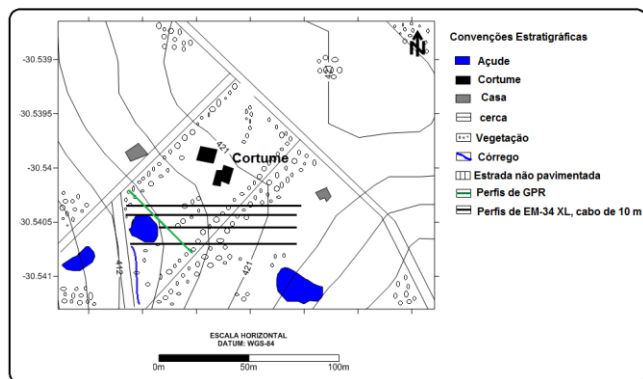 -30.539
-30.5395
-30.54
-30.5405
-30.541
421
Cortume
421
412
421
N
Convenções Estratigráficas
Açude
Cortume
Casa
cerca
Vegetação
Córrego
Estrada não pavimentada
Perfis de GPR
Perfis de EM-34 XL, cabo de 10 m
ESCALA HORIZONTAL
DATUM: WGS-84
0m 50m 100m